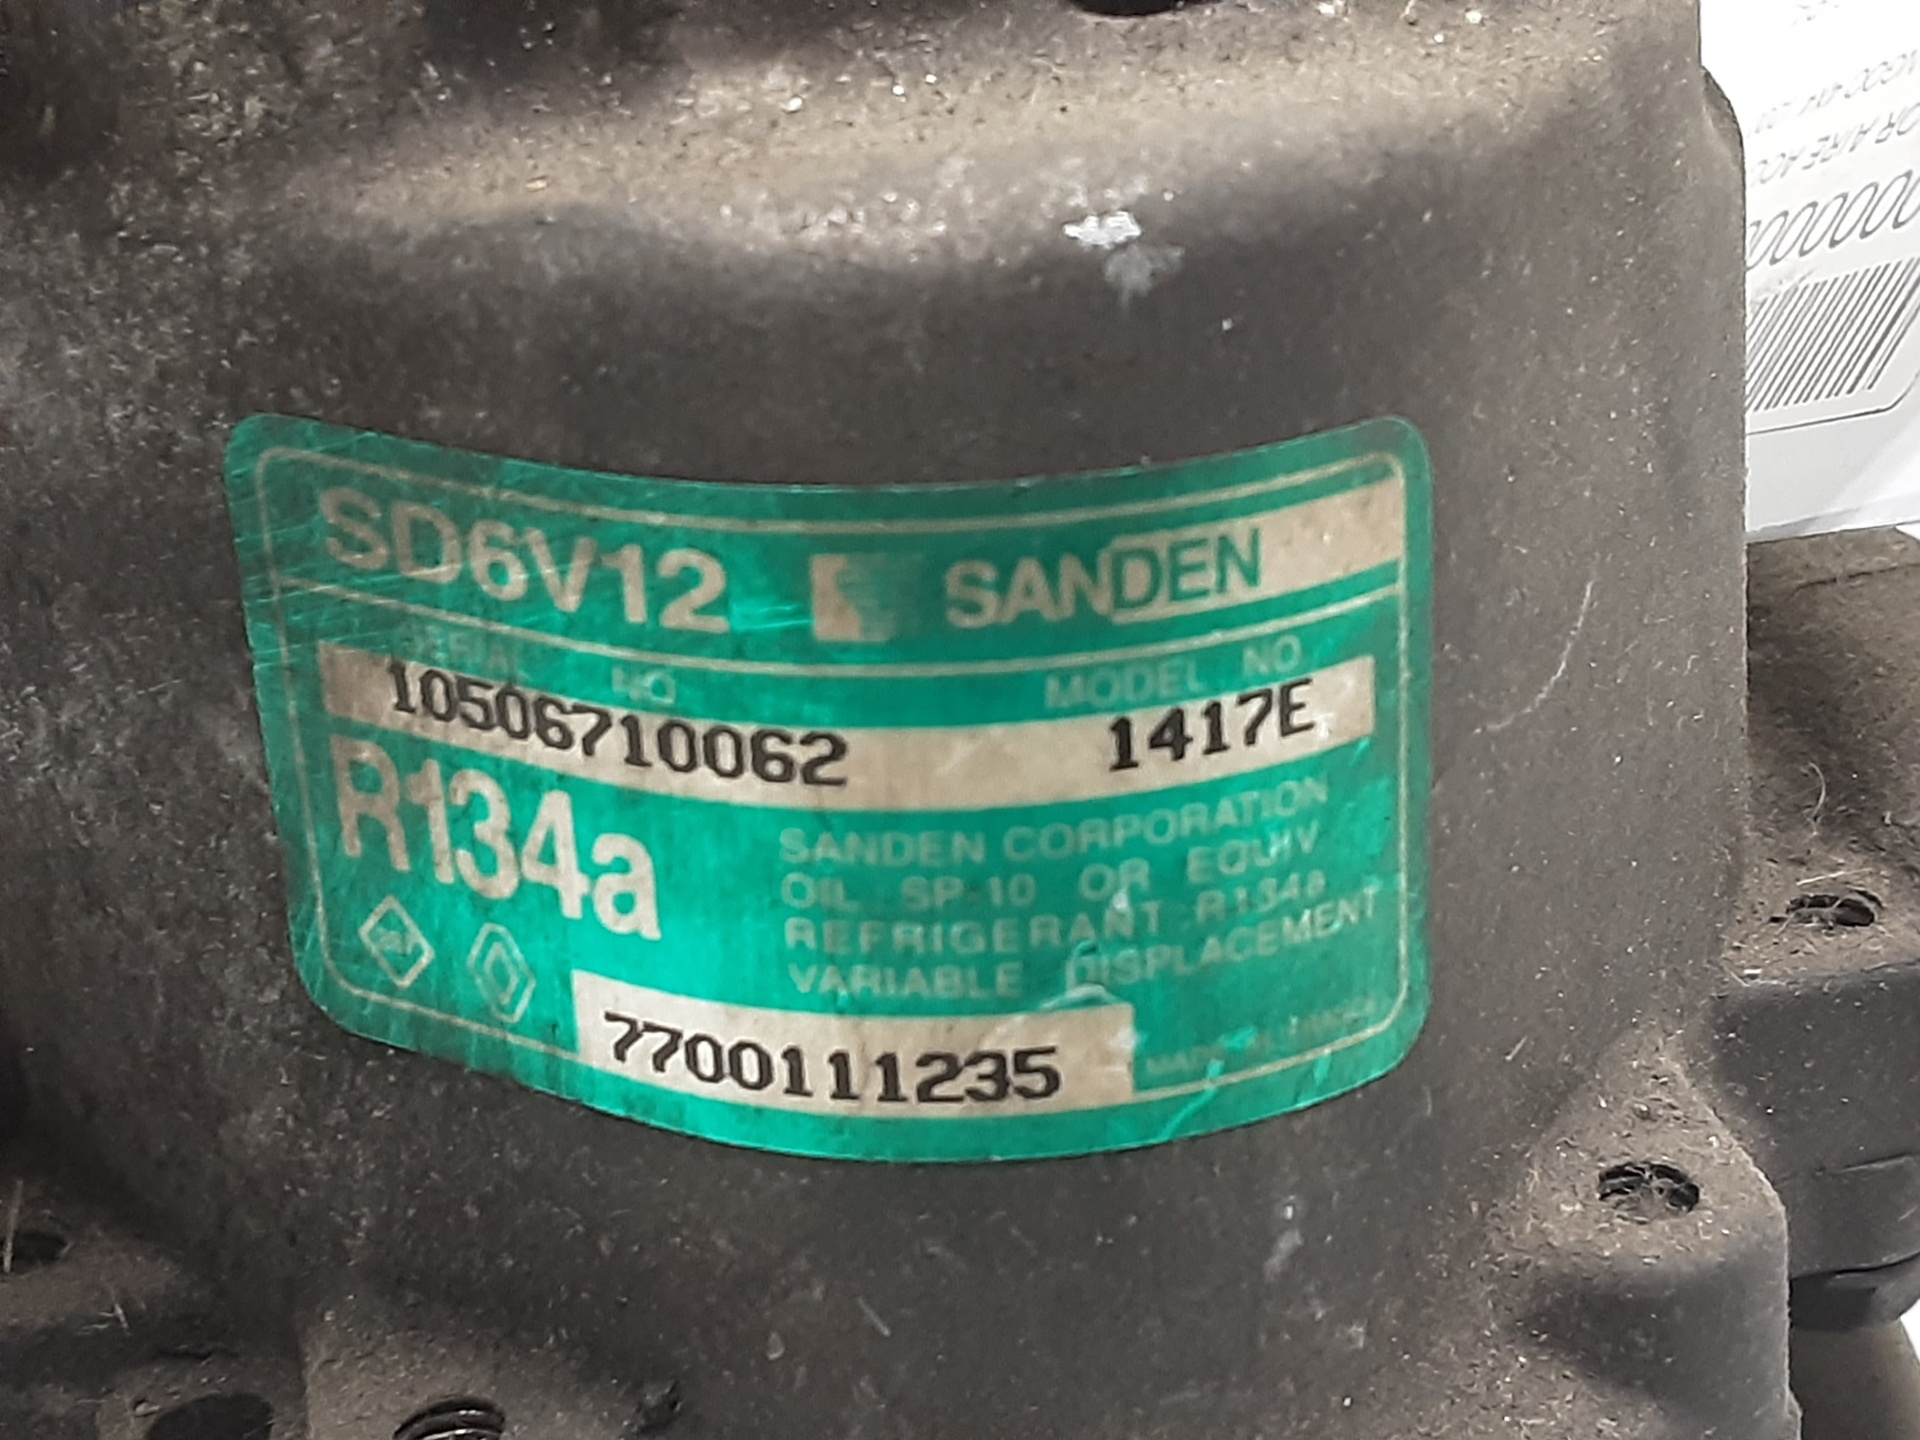 SD6V12 SANDEN
SERIAL NO MODEL NO
10506710062 1417E
R134a
SANDEN CORPORATION
OIL SP-10 OR EQUIV
REFRIGERANT R134a
VARIABLE DISPLACEMENT
7700111235